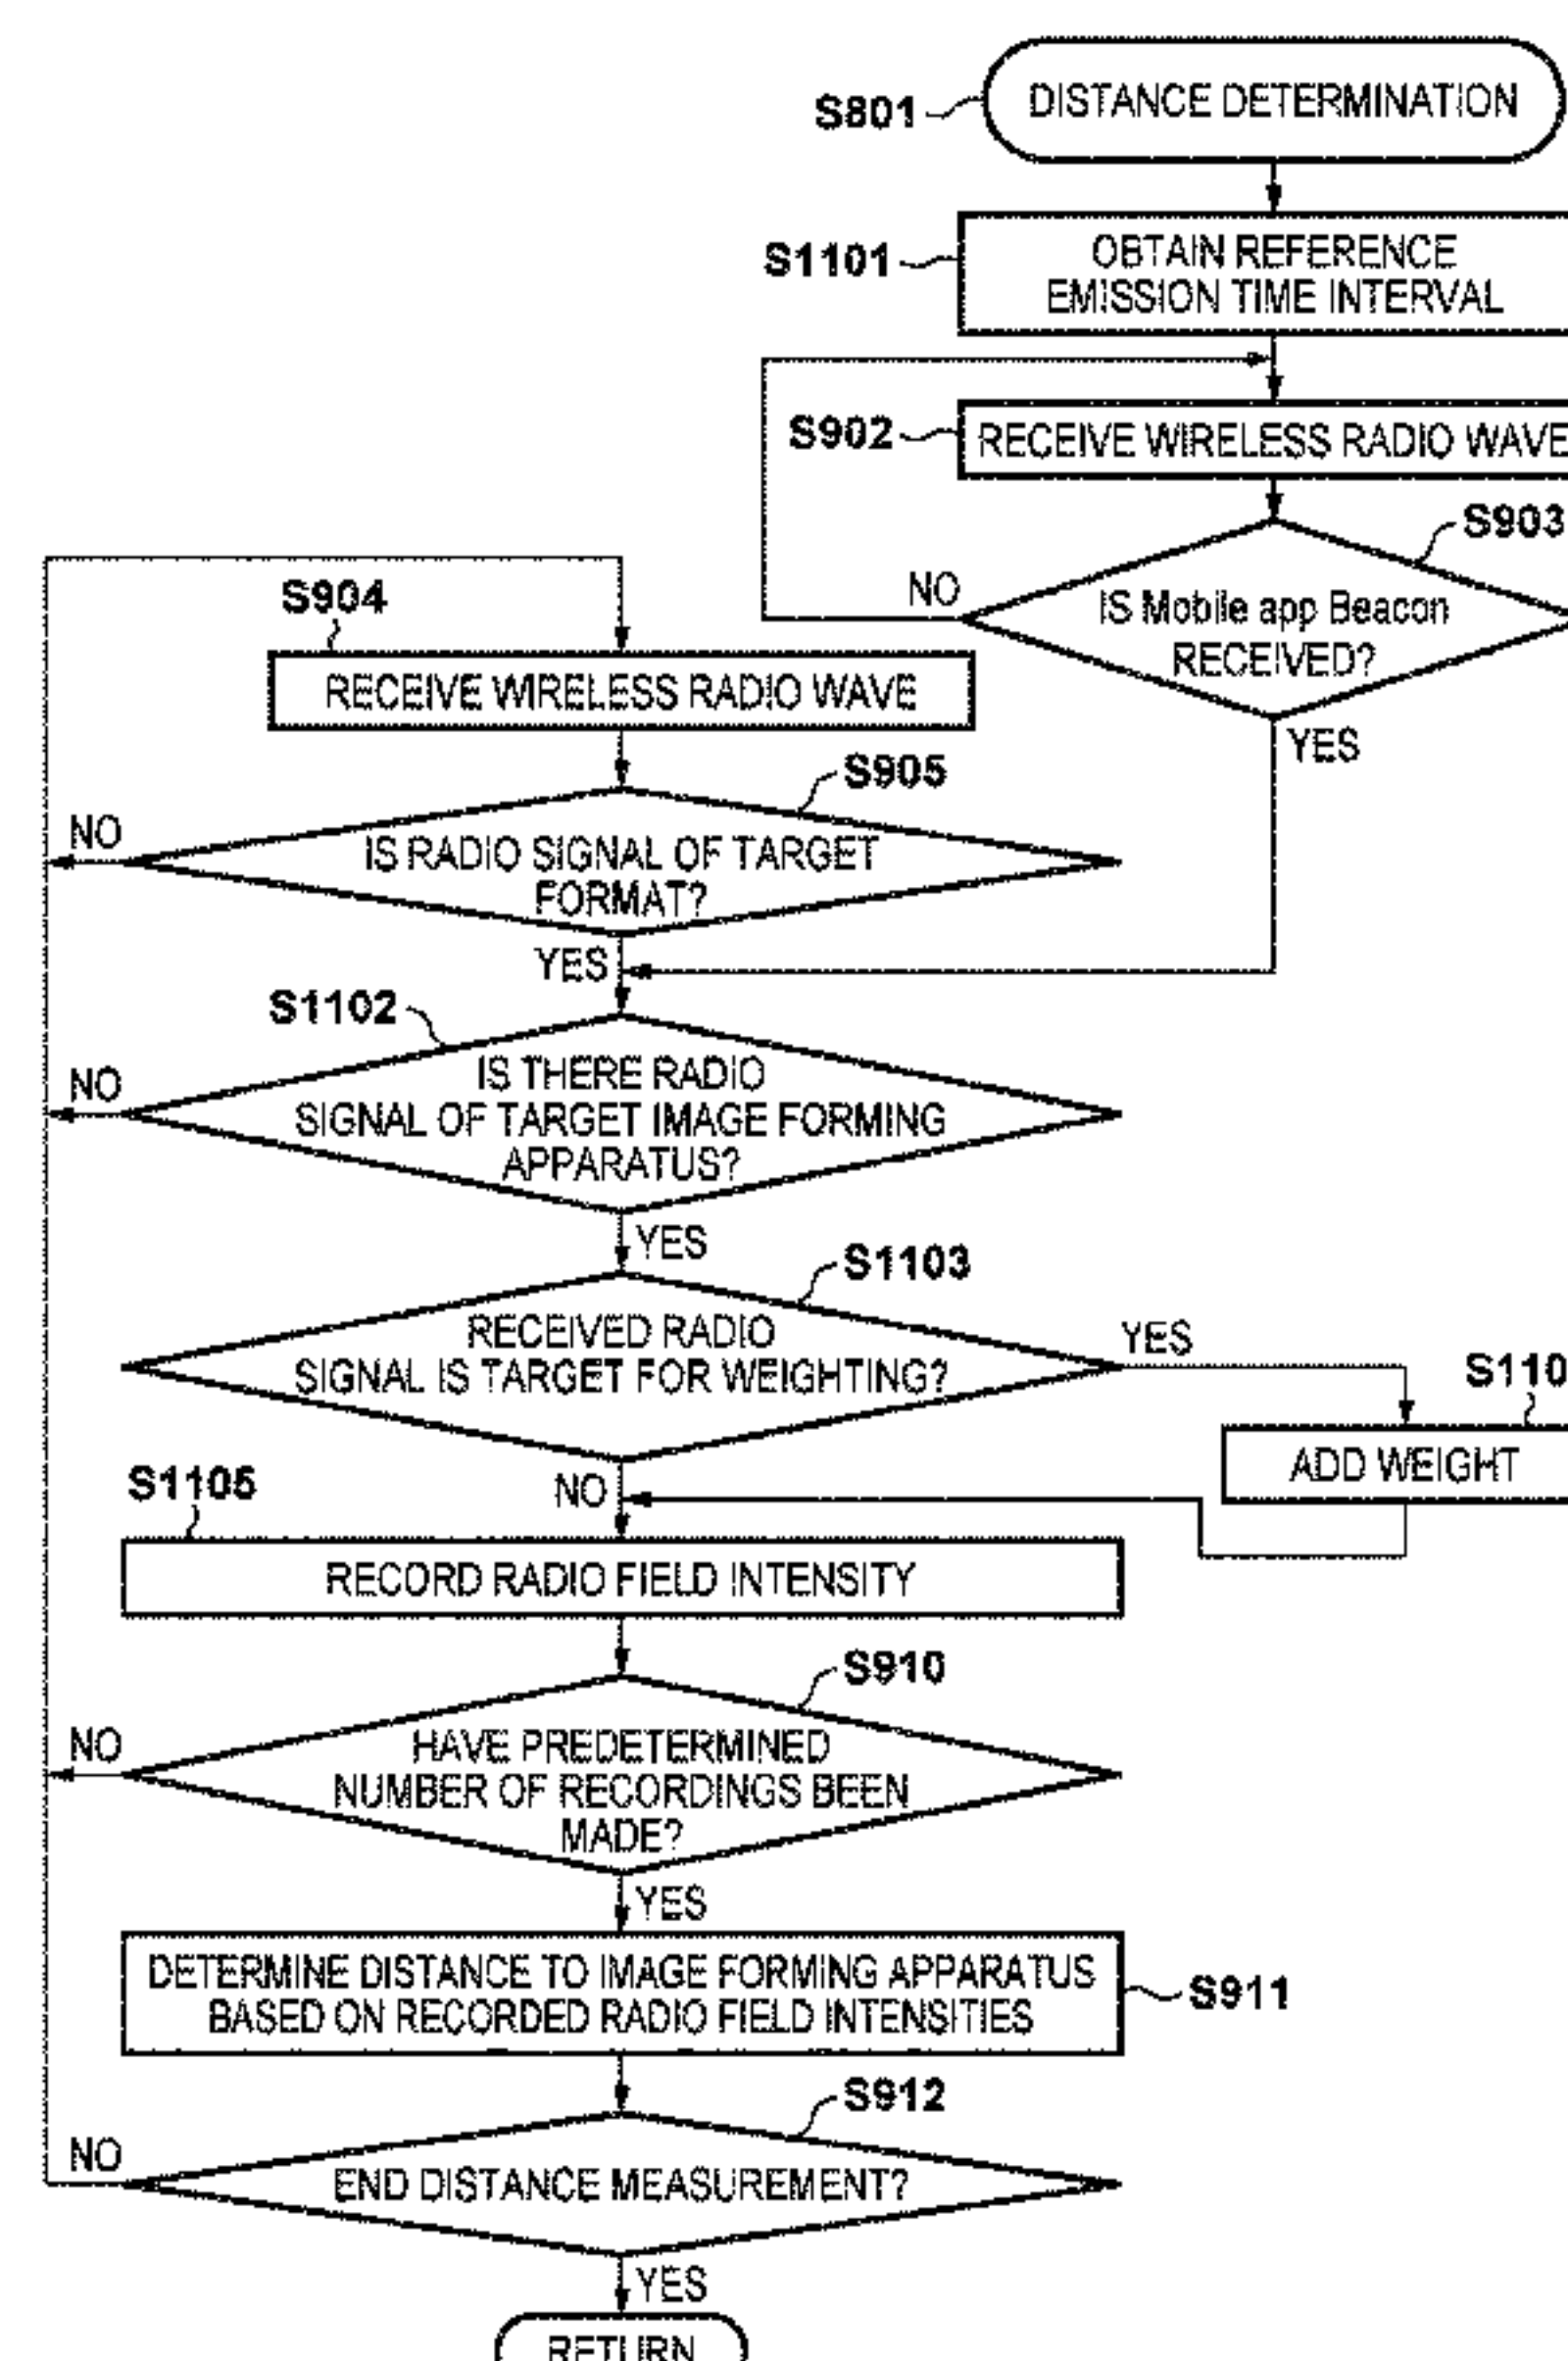 S801
DISTANCE DETERMINATION
S1101
OBTAIN REFERENCE
EMISSION TIME INTERVAL
S902
RECEIVE WIRELESS RADIO WAVE
S903
NO
IS Mobile app Beacon
RECEIVED?
YES
S904
RECEIVE WIRELESS RADIO WAVE
S905
NO
IS RADIO SIGNAL OF TARGET
FORMAT?
YES
S1102
NO
IS THERE RADIO
SIGNAL OF TARGET IMAGE FORMING
APPARATUS?
YES
S1103
RECEIVED RADIO
SIGNAL IS TARGET FOR WEIGHTING?
YES
S110
ADD WEIGHT
NO
S1105
RECORD RADIO FIELD INTENSITY
S910
NO
HAVE PREDETERMINED
NUMBER OF RECORDINGS BEEN
MADE?
YES
DETERMINE DISTANCE TO IMAGE FORMING APPARATUS
BASED ON RECORDED RADIO FIELD INTENSITIES
S911
S912
NO
END DISTANCE MEASUREMENT?
YES
RETURN